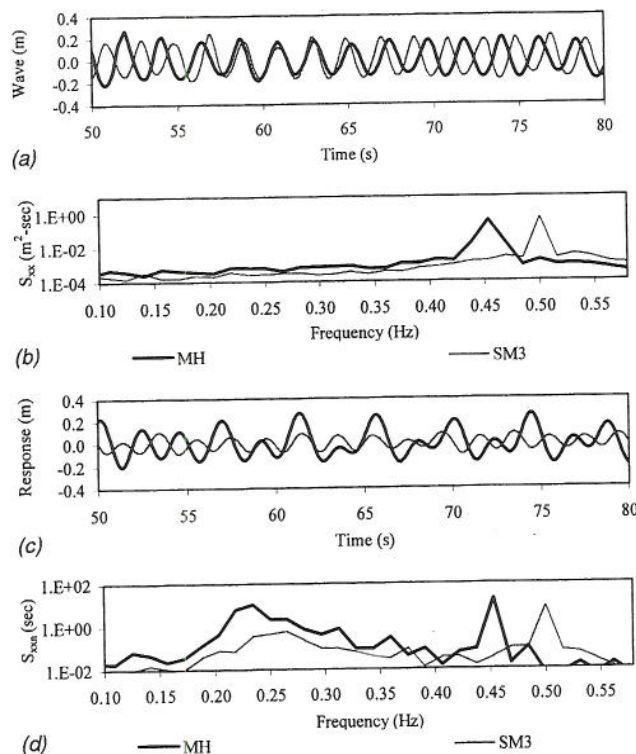 0.4
0.2
0.0
-0.2
-0.4
Wave (m)
50 55 60 65 70 75 80
Time (s)
(a)
1.E+00
1.E-02
1.E-04
Sxx (m²-sec)
0.10 0.15 0.20 0.25 0.30 0.35 0.40 0.45 0.50 0.55
Frequency (Hz)
(b)
MH SM3
0.4
0.2
0.0
-0.2
-0.4
Response (m)
50 55 60 65 70 75 80
Time (s)
(c)
1.E+02
1.E+00
1.E-02
Sxxn (sec)
0.10 0.15 0.20 0.25 0.30 0.35 0.40 0.45 0.50 0.55
Frequency (Hz)
(d)
MH SM3